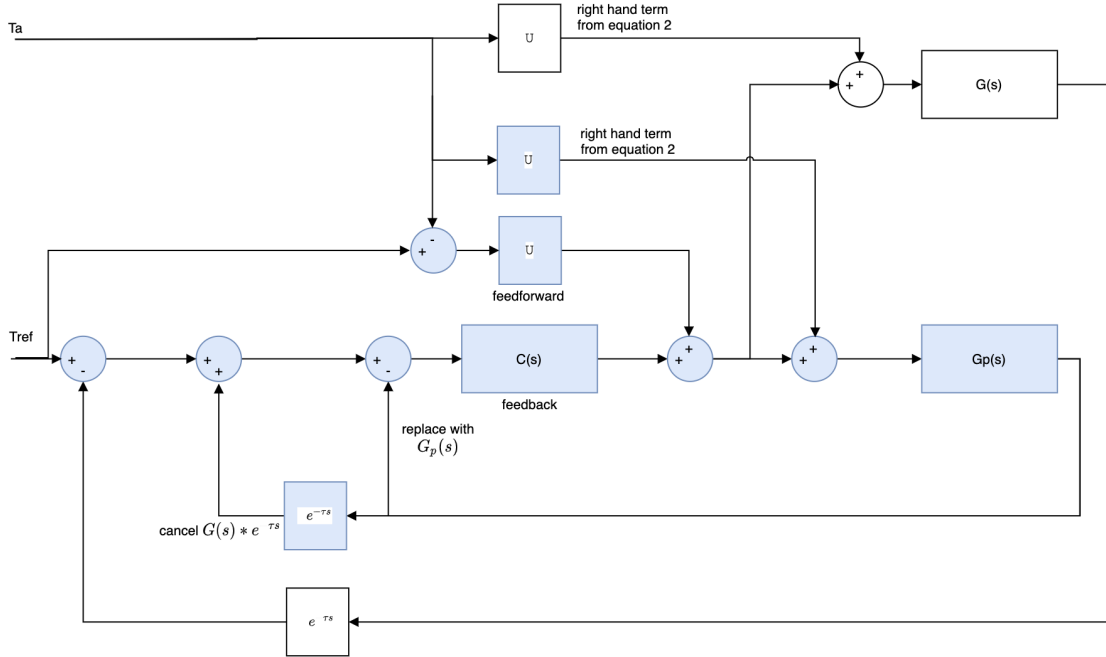 Ta
right hand term
from equation 2
U
+
+
G(s)
right hand term
from equation 2
U
-
+
U
feedforward
Tref
+
-
+
+
+
-
C(s)
feedback
+
+
+
+
Gp(s)
replace with
Gₚ(s)
e⁻τˢ
cancel G(s) * e τˢ
e τˢ